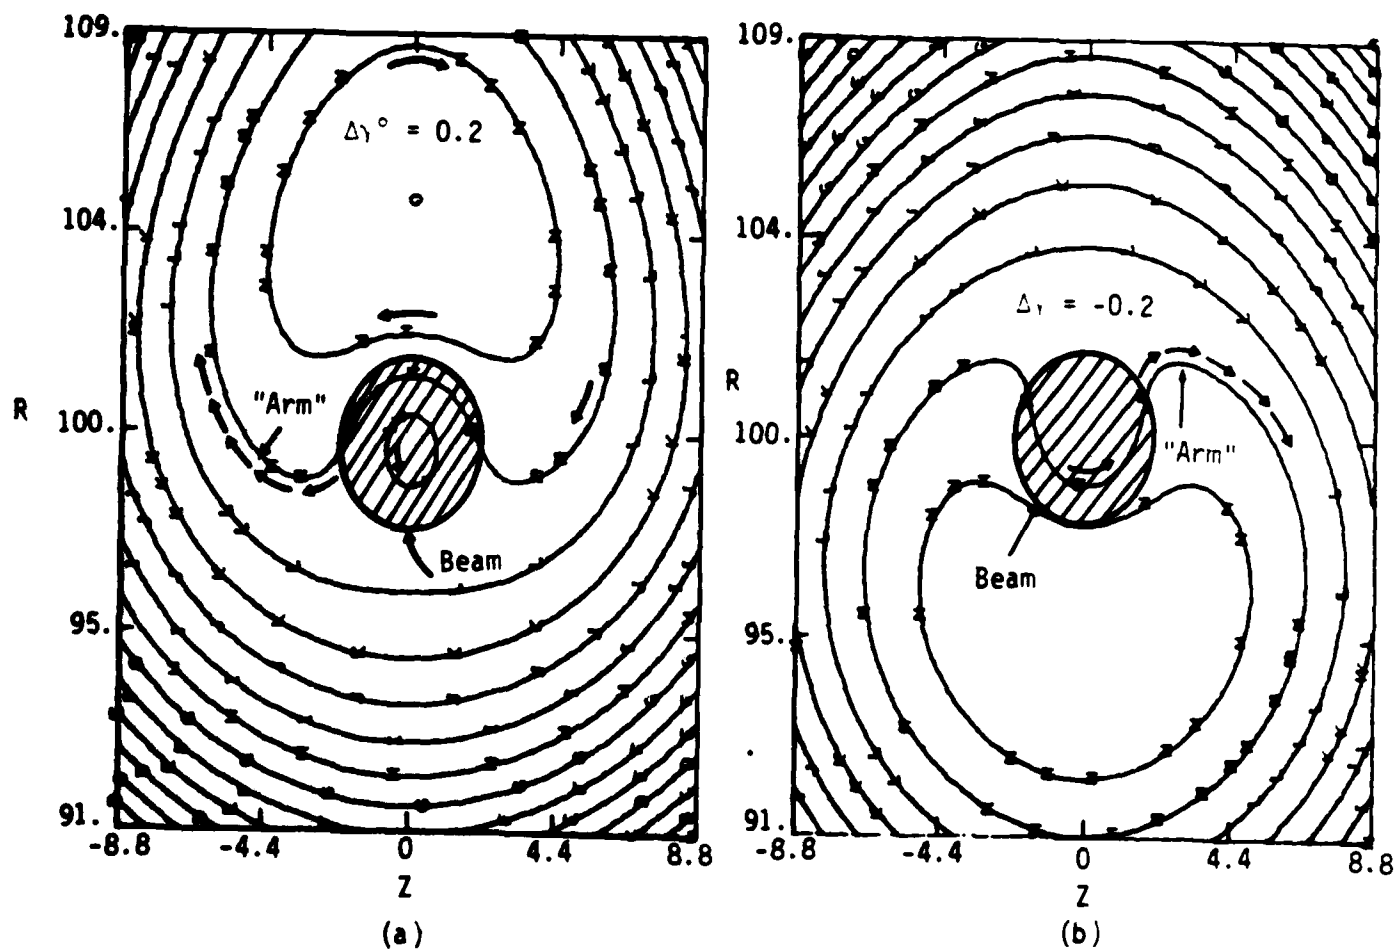 109.
104.
R
100.
95.
91.
-8.8
-4.4
0
4.4
8.8
Z
(a)
Δγ° = 0.2
"Arm"
Beam
109.
104.
R
100.
95.
91.
-8.8
-4.4
0
4.4
8.8
Z
(b)
Δγ = -0.2
"Arm"
Beam